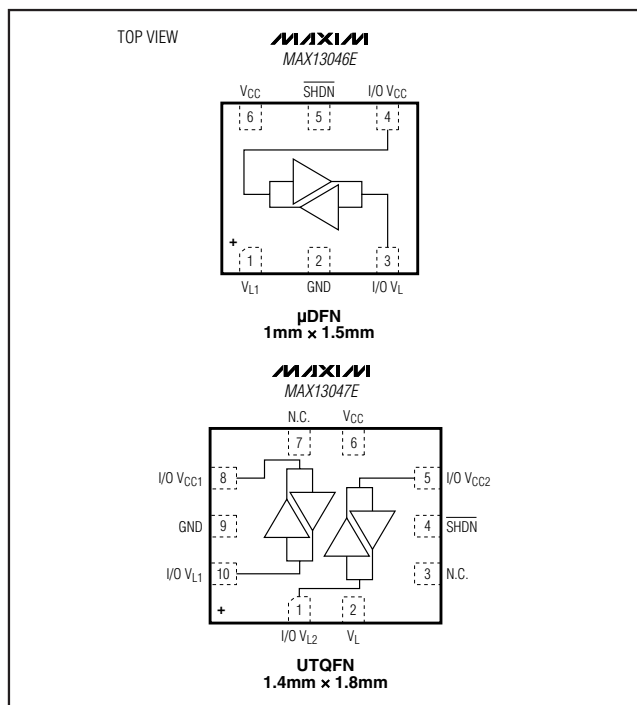 TOP VIEW
MAXIM
MAX13046E
VCC SHDN I/O VCC
6 5 4
+
1 2 3
VL1 GND I/O VL
µDFN
1mm × 1.5mm
MAXIM
MAX13047E
N.C. VCC
7 6
I/O VCC1 8 5 I/O VCC2
GND 9 4 SHDN
I/O VL1 10 3 N.C.
+ 1 2
I/O VL2 VL
UTQFN
1.4mm × 1.8mm